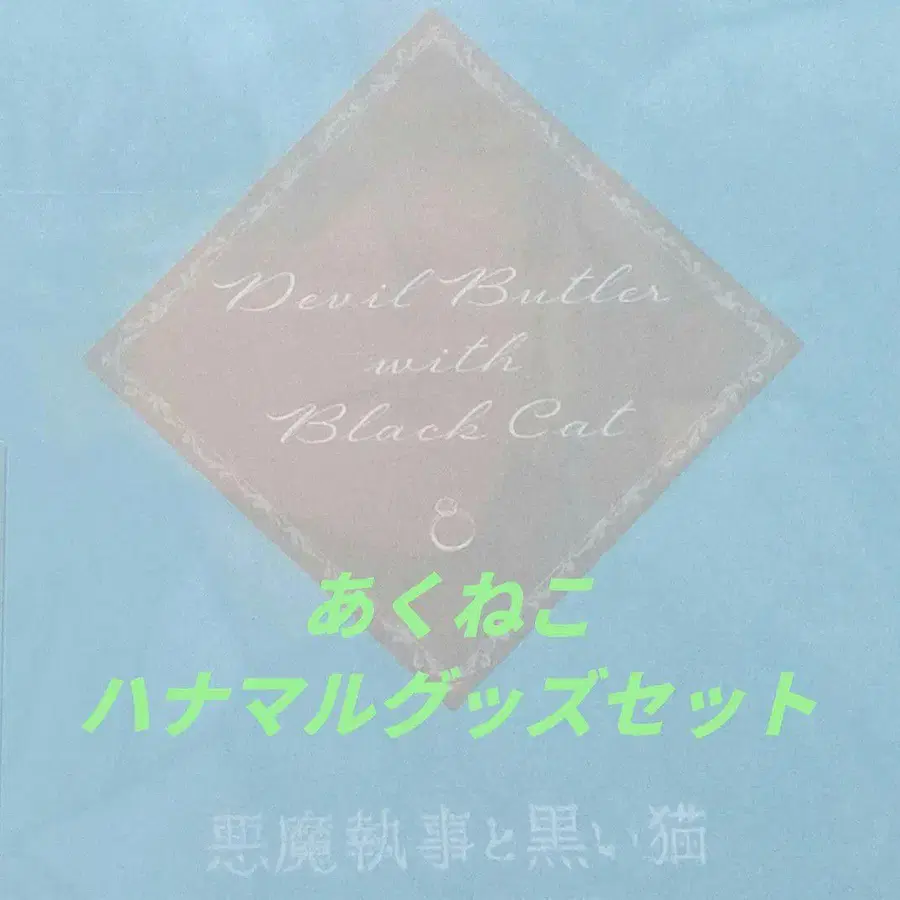 Devil Butler
with
Black Cat
あくねこ
ハナマルグッズセット
悪魔執事と黒い猫